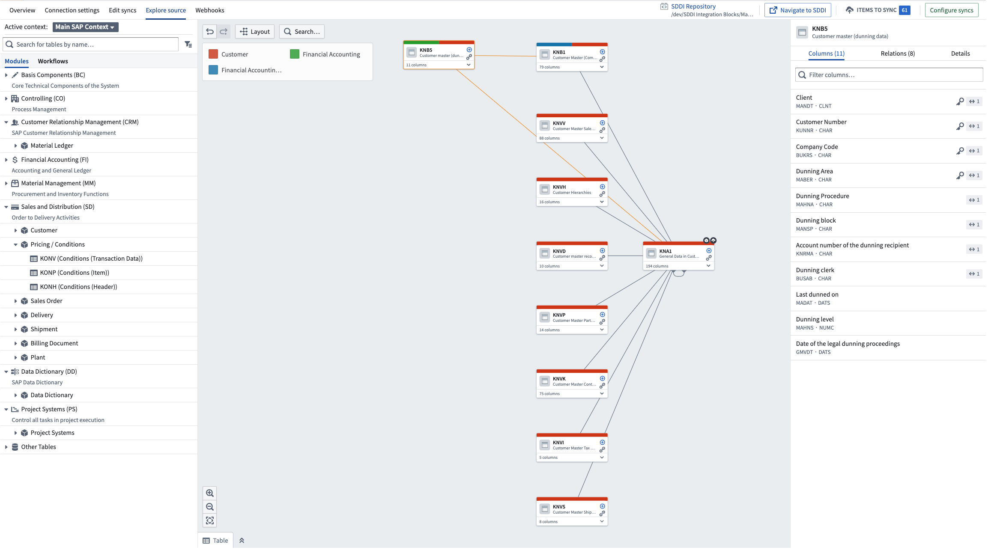 Overview
Connection settings
Edit syncs
Explore source
Webhooks
SDDI Repository
/dev/SDDI Integration Blocks/Ma...
Navigate to SDDI
ITEMS TO SYNC 61
Configure syncs
Active context: Main SAP Context
Search for tables by name...
Modules
Workflows
Basis Components (BC)
Core Technical Components of the System
Controlling (CO)
Process Management
Customer Relationship Management (CRM)
SAP Customer Relationship Management
Material Ledger
Financial Accounting (FI)
Accounting and General Ledger
Material Management (MM)
Procurement and Inventory Functions
Sales and Distribution (SD)
Order to Delivery Activities
Customer
Pricing / Conditions
KONV (Conditions (Transaction Data))
KONP (Conditions (Item))
KONH (Conditions (Header))
Sales Order
Delivery
Shipment
Billing Document
Plant
Data Dictionary (DD)
SAP Data Dictionary
Data Dictionary
Project Systems (PS)
Control all tasks in project execution
Project Systems
Other Tables
Layout
Search...
Customer
Financial Accounting
Financial Accountin...
KNB5
Customer master (dun...
11 columns
KNB1
Customer Master (Com...
79 columns
KNVV
Customer Master Sale...
88 columns
KNVH
Customer Hierarchies
16 columns
KNVD
Customer master reco...
10 columns
KNA1
General Data in Cust...
194 columns
KNVP
Customer Master Part...
14 columns
KNVK
Customer Master Cont...
75 columns
KNVI
Customer Master Tax ...
5 columns
KNVS
Customer Master Ship...
8 columns
Table
KNB5
Customer master (dunning data)
Columns (11)
Relations (8)
Details
Filter columns...
Client
MANDT · CLNT
1
Customer Number
KUNNR · CHAR
1
Company Code
BUKRS · CHAR
1
Dunning Area
MABER · CHAR
1
Dunning Procedure
MAHNA · CHAR
1
Dunning block
MANSP · CHAR
1
Account number of the dunning recipient
KNRMA · CHAR
1
Dunning clerk
BUSAB · CHAR
1
Last dunned on
MADAT · DATS
Dunning level
MAHNS · NUMC
Date of the legal dunning proceedings
GMVDT · DATS